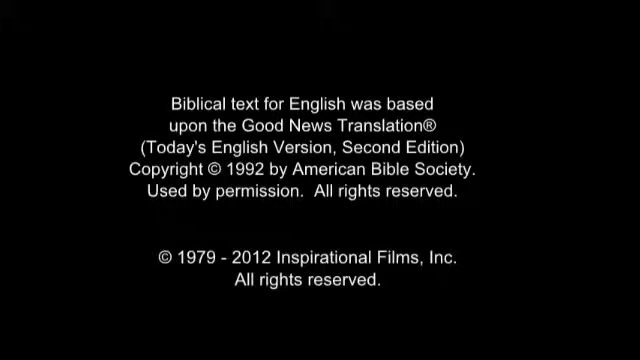 Biblical text for English was based
upon the Good News Translation®
(Today's English Version, Second Edition)
Copyright © 1992 by American Bible Society.
Used by permission.  All rights reserved.
© 1979 - 2012 Inspirational Films, Inc.
All rights reserved.